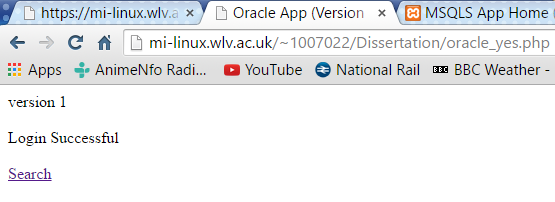 https://mi-linux.wlv.a
Oracle App (Version
MSQLS App Home
mi-linux.wlv.ac.uk/~1007022/Dissertation/oracle_yes.php
Apps
AnimeNfo Radi...
YouTube
National Rail
BBC
BBC Weather -
version 1
Login Successful
Search